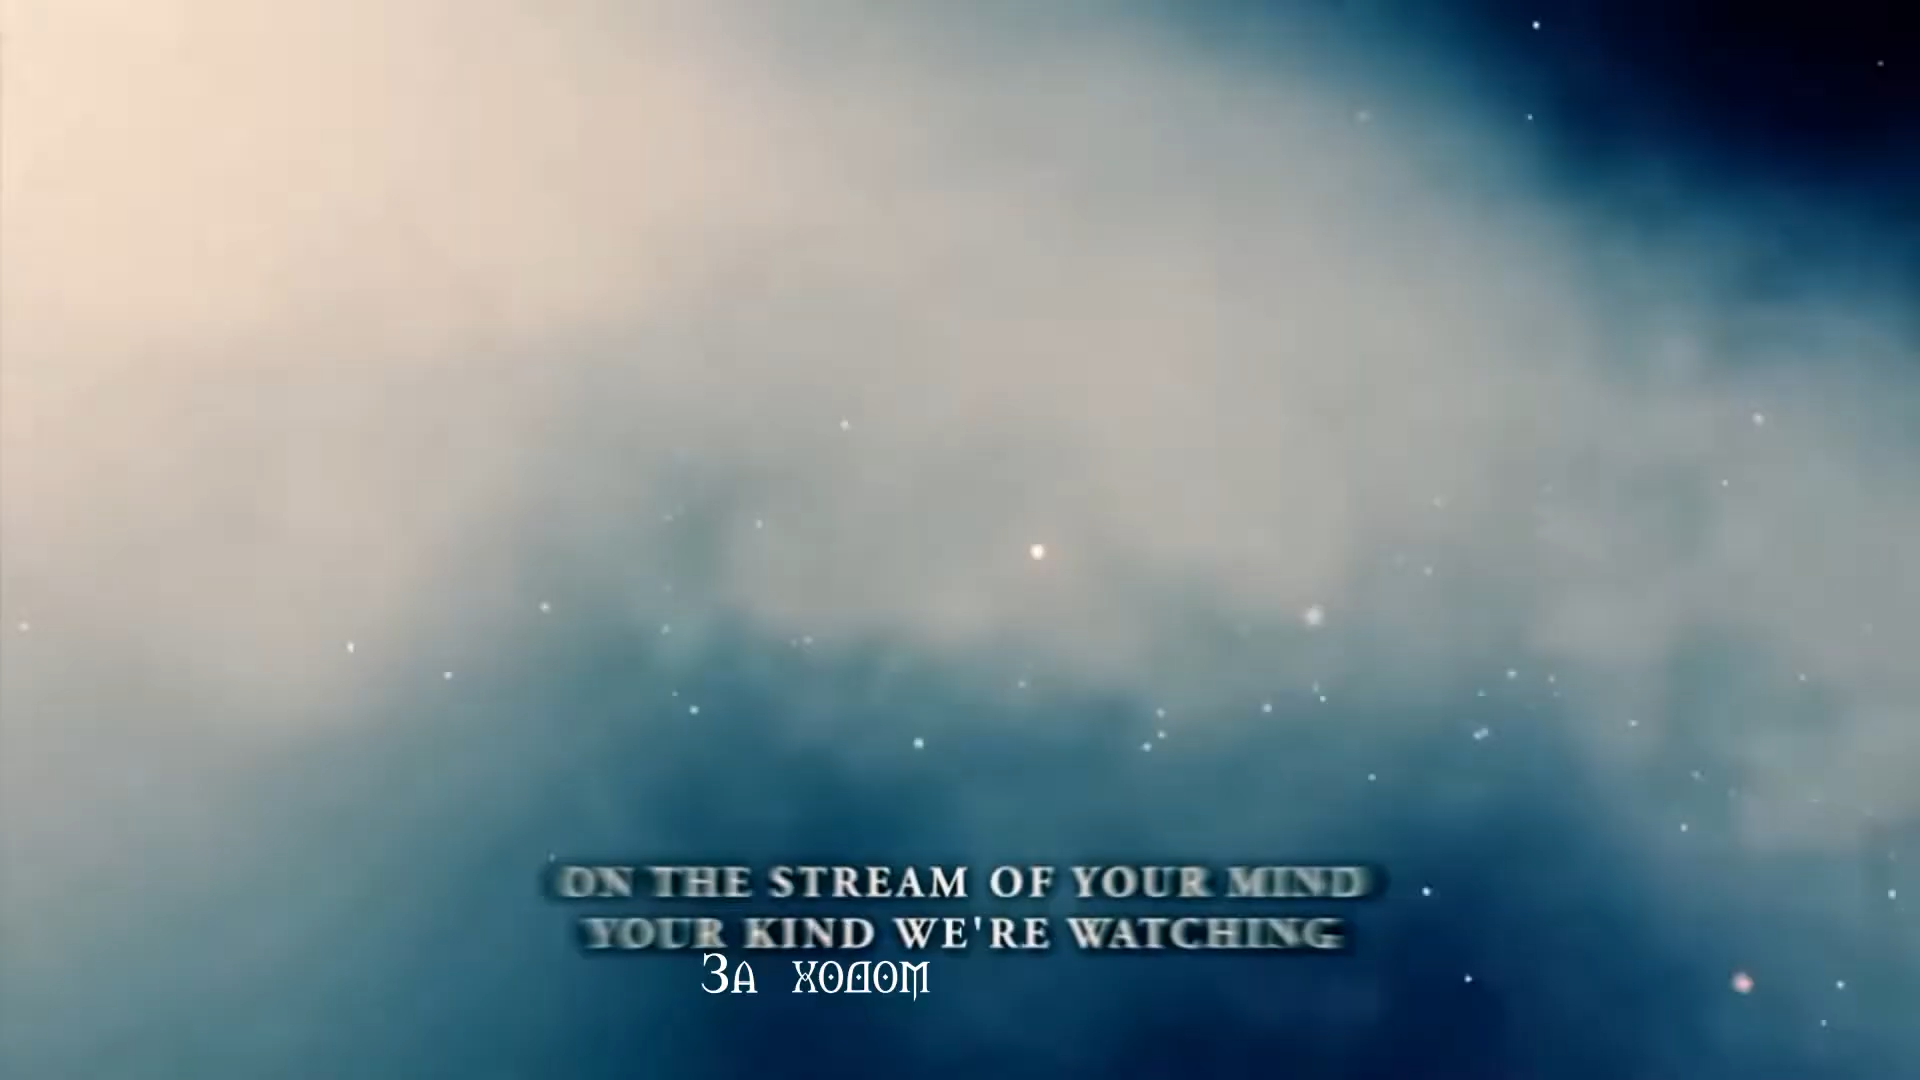 ON THE STREAM OF YOUR MIND
YOUR KIND WE'RE WATCHING
За ходом